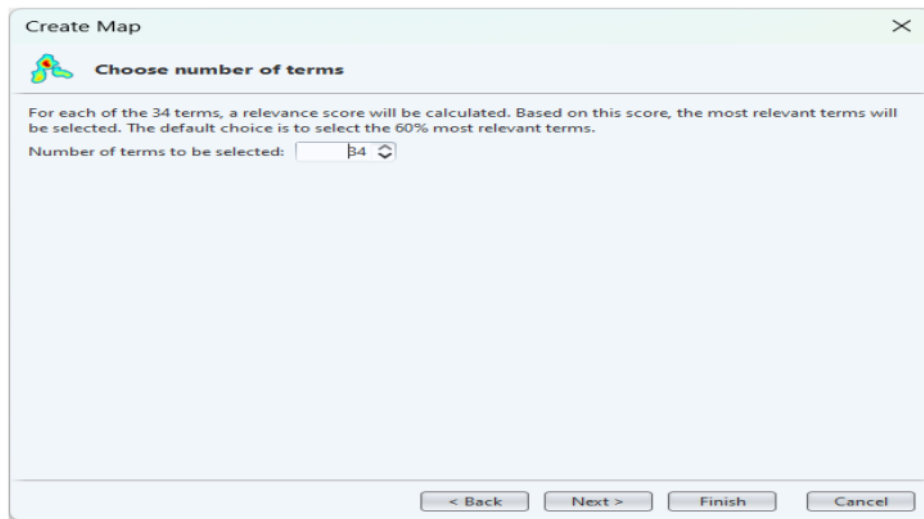 Create Map
Choose number of terms
For each of the 34 terms, a relevance score will be calculated. Based on this score, the most relevant terms will
be selected. The default choice is to select the 60% most relevant terms.
Number of terms to be selected: 34
< Back Next > Finish Cancel